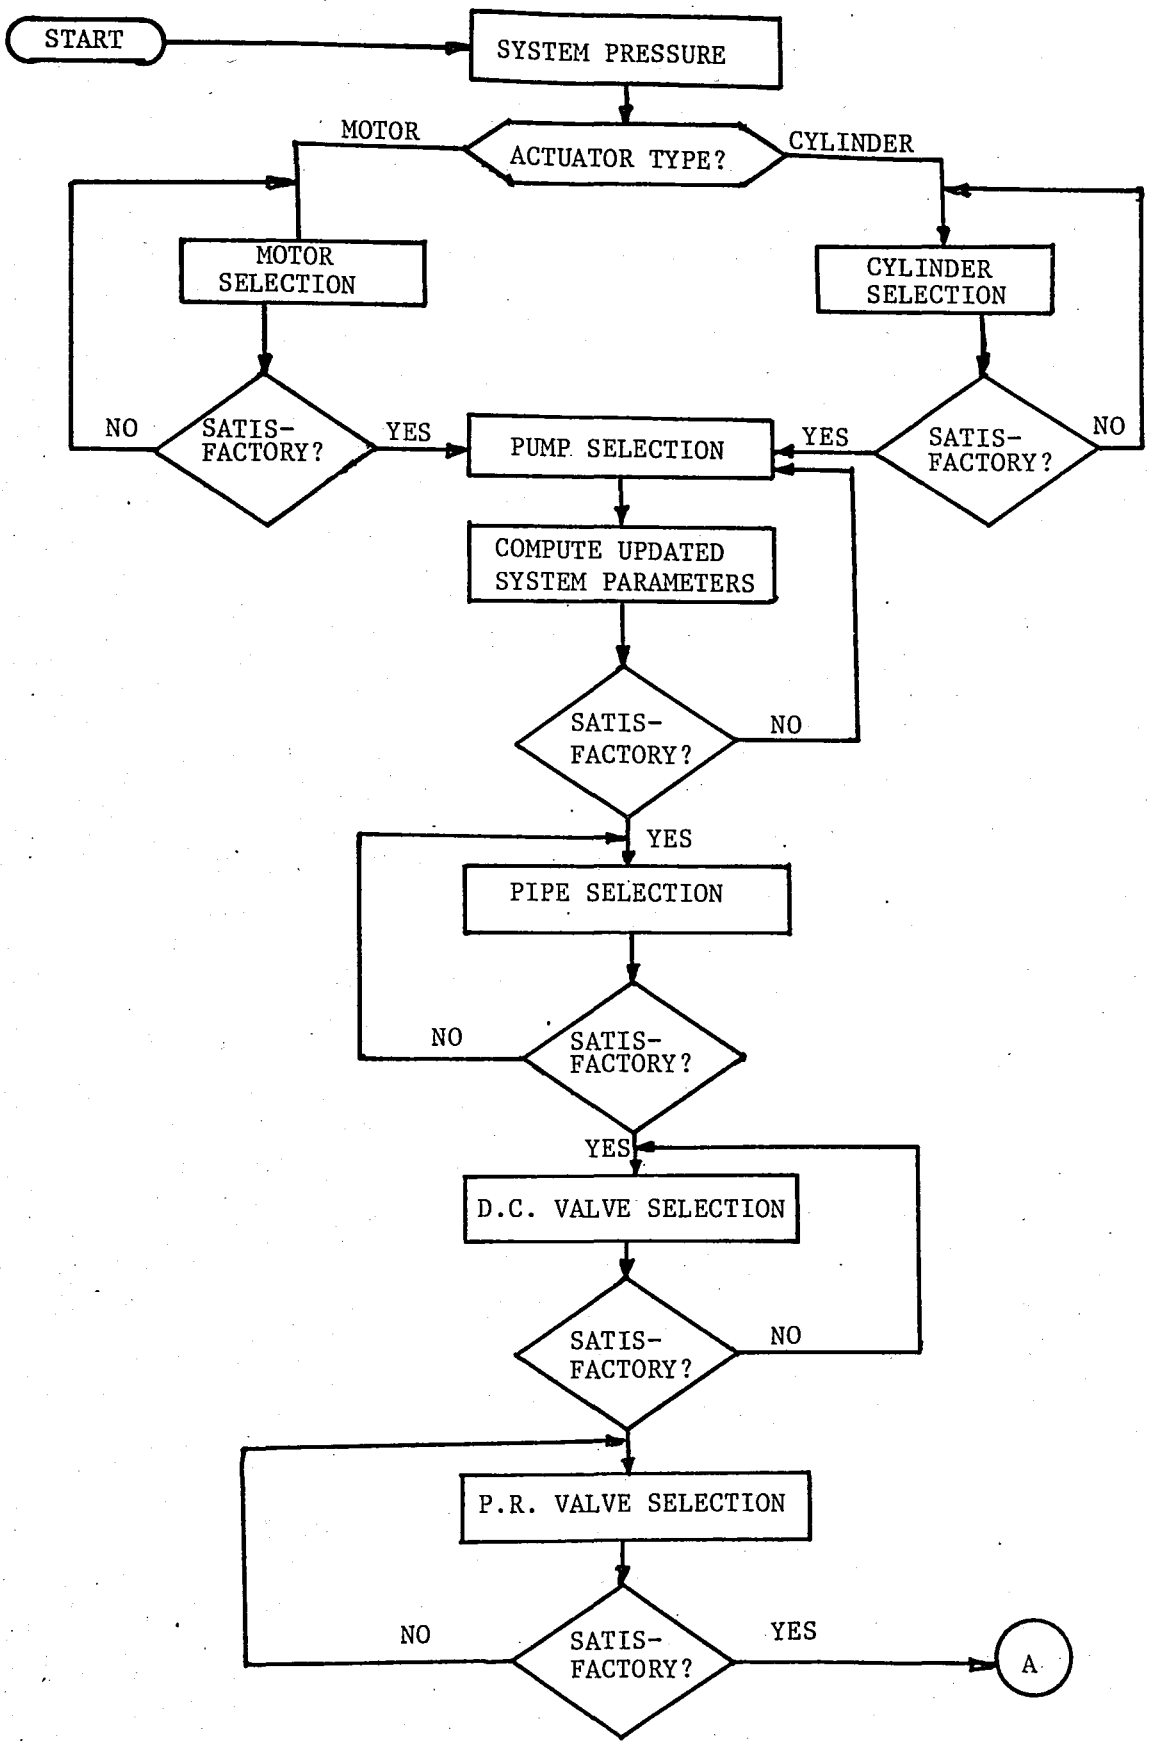 START
SYSTEM PRESSURE
MOTOR
ACTUATOR TYPE?
CYLINDER
MOTOR
SELECTION
CYLINDER
SELECTION
NO
SATIS-
FACTORY?
YES
PUMP SELECTION
YES
SATIS-
FACTORY?
NO
COMPUTE UPDATED
SYSTEM PARAMETERS
SATIS-
FACTORY?
NO
YES
PIPE SELECTION
NO
SATIS-
FACTORY?
YES
D.C. VALVE SELECTION
SATIS-
FACTORY?
NO
P.R. VALVE SELECTION
NO
SATIS-
FACTORY?
YES
A